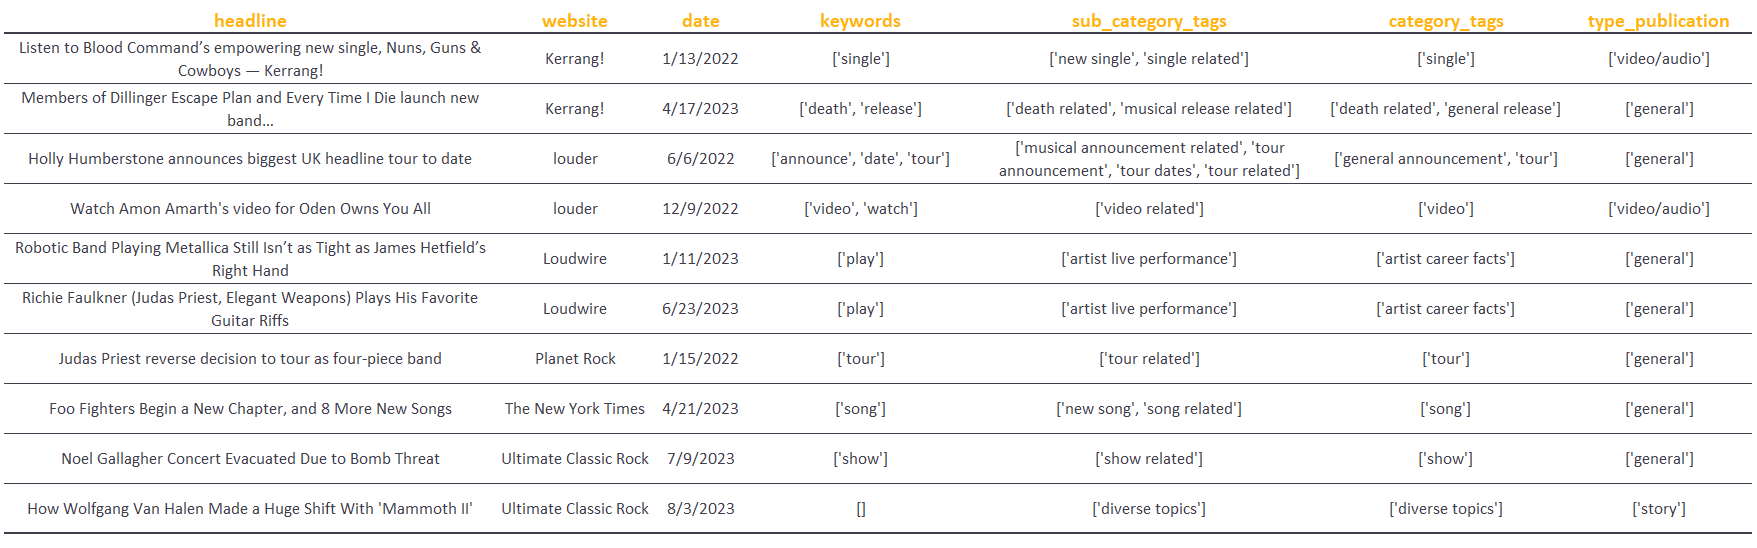 headline website date keywords sub_category_tags category_tags type_publication
Listen to Blood Command’s empowering new single, Nuns, Guns &
Cowboys — Kerrang! Kerrang! 1/13/2022 ['single'] ['new single', 'single related'] ['single'] ['video/audio']
Members of Dillinger Escape Plan and Every Time I Die launch new
band… Kerrang! 4/17/2023 ['death', 'release'] ['death related', 'musical release related'] ['death related', 'general release'] ['general']
Holly Humberstone announces biggest UK headline tour to date louder 6/6/2022 ['announce', 'date', 'tour'] ['musical announcement related', 'tour
announcement', 'tour dates', 'tour related'] ['general announcement', 'tour'] ['general']
Watch Amon Amarth's video for Oden Owns You All louder 12/9/2022 ['video', 'watch'] ['video related'] ['video'] ['video/audio']
Robotic Band Playing Metallica Still Isn’t as Tight as James Hetfield’s
Right Hand Loudwire 1/11/2023 ['play'] ['artist live performance'] ['artist career facts'] ['general']
Richie Faulkner (Judas Priest, Elegant Weapons) Plays His Favorite
Guitar Riffs Loudwire 6/23/2023 ['play'] ['artist live performance'] ['artist career facts'] ['general']
Judas Priest reverse decision to tour as four-piece band Planet Rock 1/15/2022 ['tour'] ['tour related'] ['tour'] ['general']
Foo Fighters Begin a New Chapter, and 8 More New Songs The New York Times 4/21/2023 ['song'] ['new song', 'song related'] ['song'] ['general']
Noel Gallagher Concert Evacuated Due to Bomb Threat Ultimate Classic Rock 7/9/2023 ['show'] ['show related'] ['show'] ['general']
How Wolfgang Van Halen Made a Huge Shift With 'Mammoth II' Ultimate Classic Rock 8/3/2023 [] ['diverse topics'] ['diverse topics'] ['story']